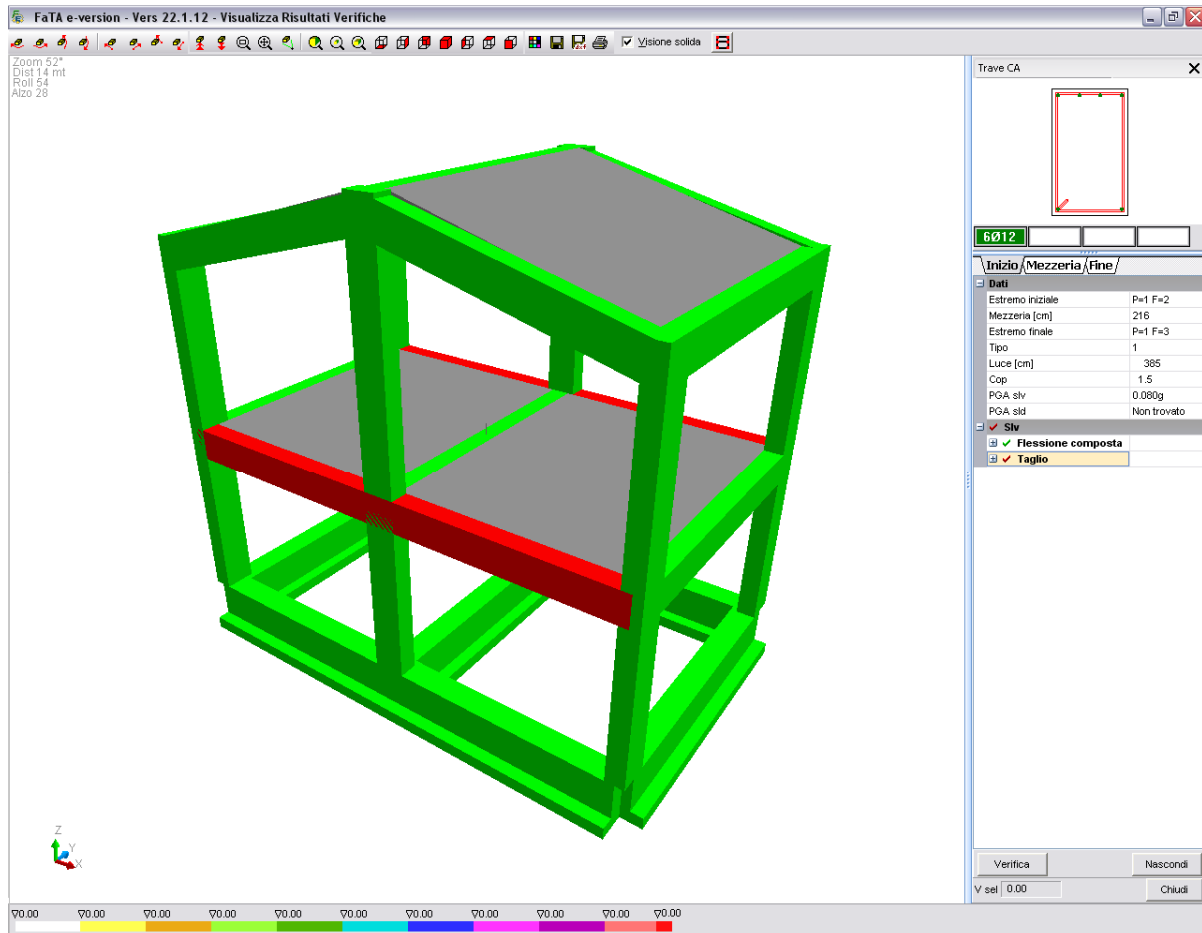 FaTA e-version - Vers 22.1.12 - Visualizza Risultati Verifiche
Visione solida
Zoom 52°
Dist 14 mt
Roll 54
Alzo 28
Trave CA
6Ø12
Inizio Mezzeria Fine
Dati
Estremo iniziale P=1 F=2
Mezzeria [cm] 216
Estremo finale P=1 F=3
Tipo 1
Luce [cm] 385
Cop 1.5
PGA slv 0.080g
PGA sld Non trovato
Slv
Flessione composta
Taglio
Z
Y
X
Verifica Nascondi
V sel 0.00 Chiudi
∇0.00 ∇0.00 ∇0.00 ∇0.00 ∇0.00 ∇0.00 ∇0.00 ∇0.00 ∇0.00 ∇0.00 ∇0.00